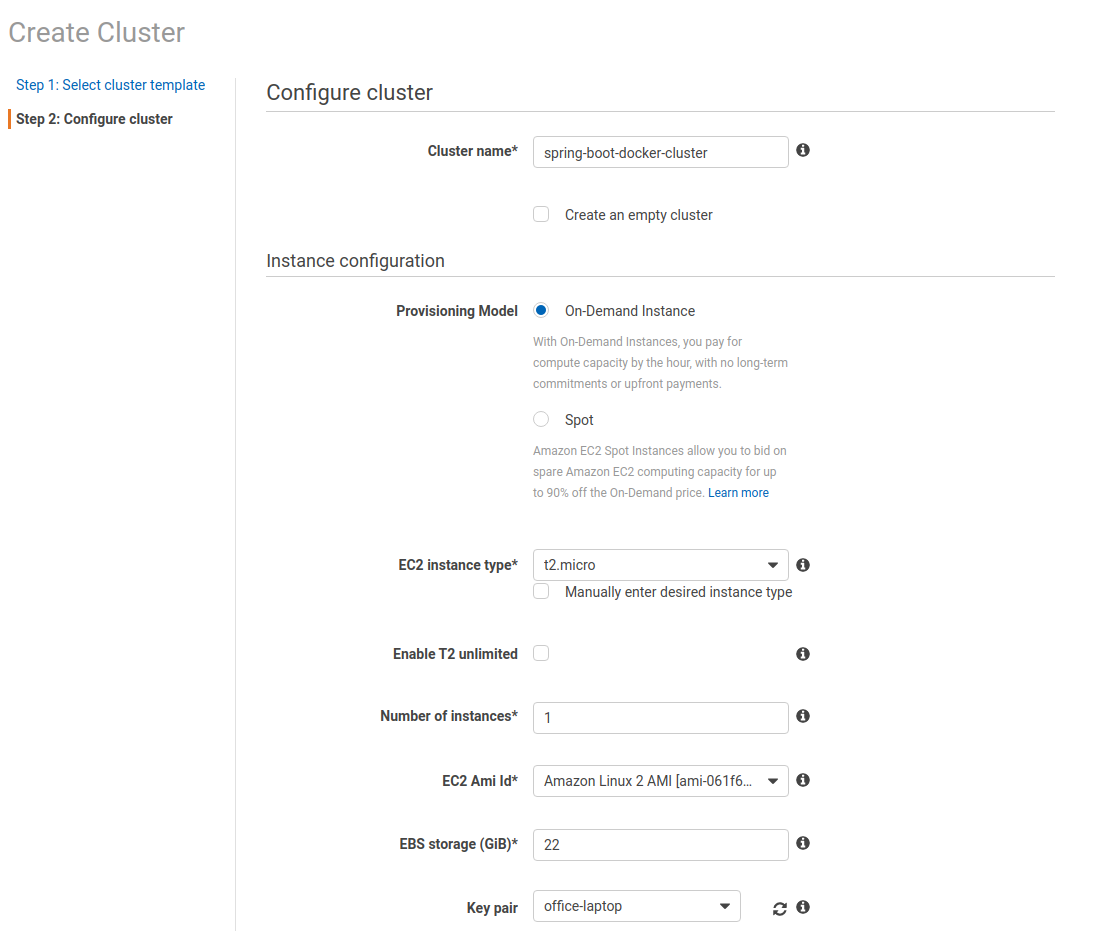 Create Cluster
Step 1: Select cluster template
Step 2: Configure cluster
Configure cluster
Cluster name* spring-boot-docker-cluster
Create an empty cluster
Instance configuration
Provisioning Model On-Demand Instance
With On-Demand Instances, you pay for
compute capacity by the hour, with no long-term
commitments or upfront payments.
Spot
Amazon EC2 Spot Instances allow you to bid on
spare Amazon EC2 computing capacity for up
to 90% off the On-Demand price. Learn more
EC2 instance type* t2.micro
Manually enter desired instance type
Enable T2 unlimited
Number of instances* 1
EC2 Ami Id* Amazon Linux 2 AMI [ami-061f6...
EBS storage (GiB)* 22
Key pair office-laptop